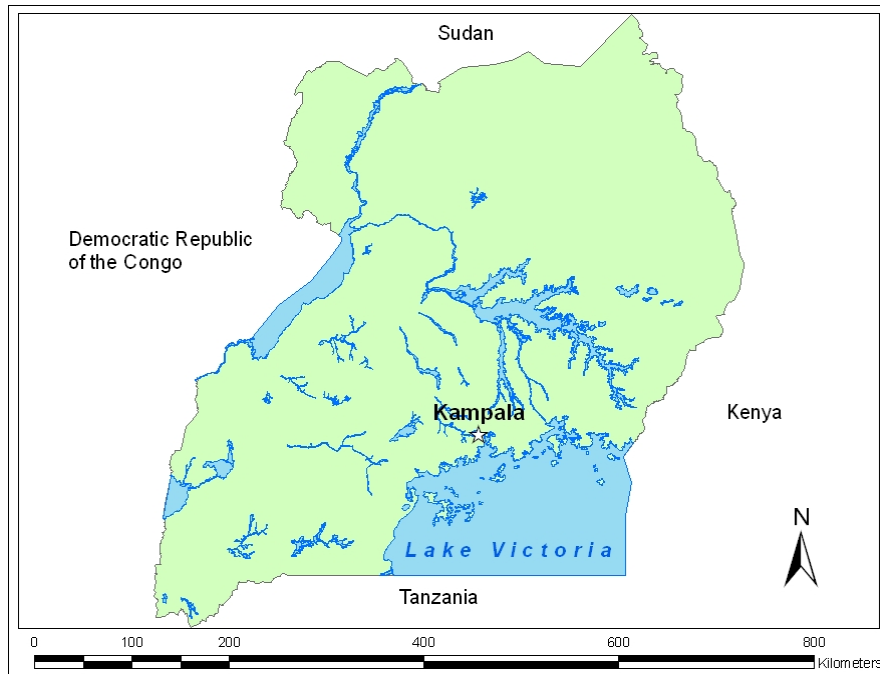 Sudan
Democratic Republic
of the Congo
Kampala
Kenya
N
Lake Victoria
Tanzania
0 100 200 400 600 800
Kilometers